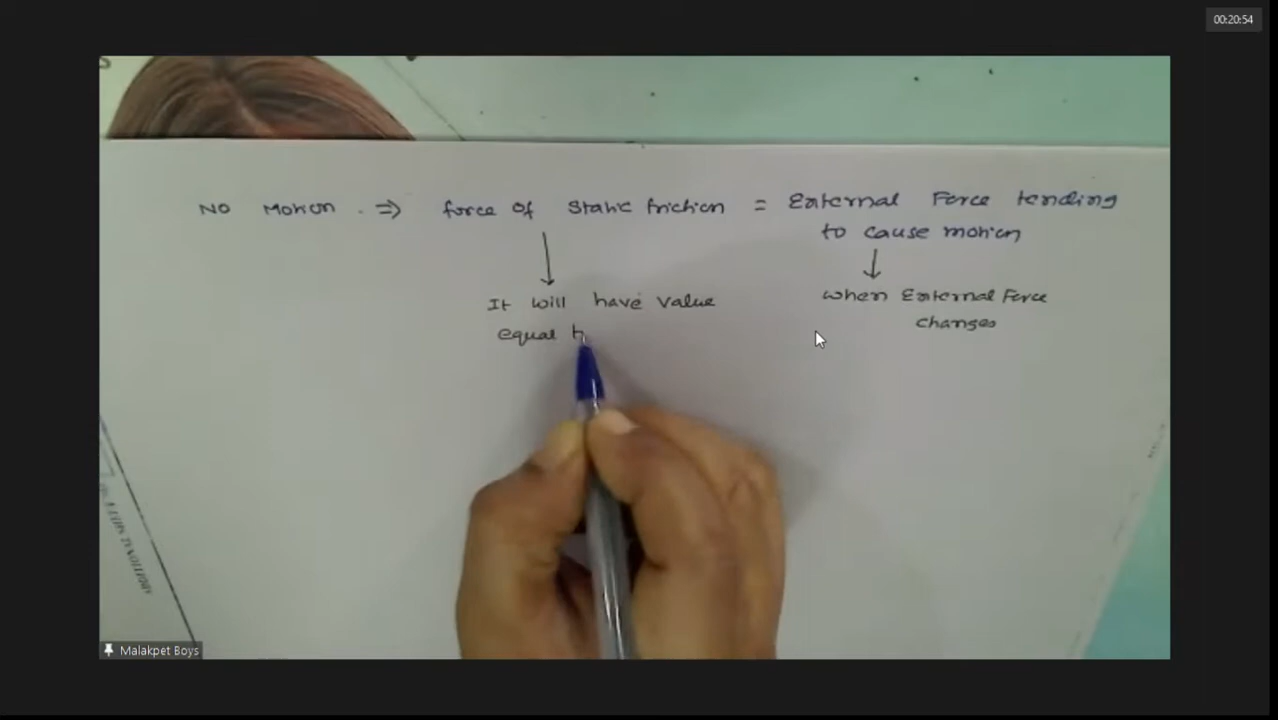 00:20:54
No Motion ⇒ force of Static friction = External Force tending
to cause motion
It will have value
equal t
when External Force
changes
Malakpet Boys